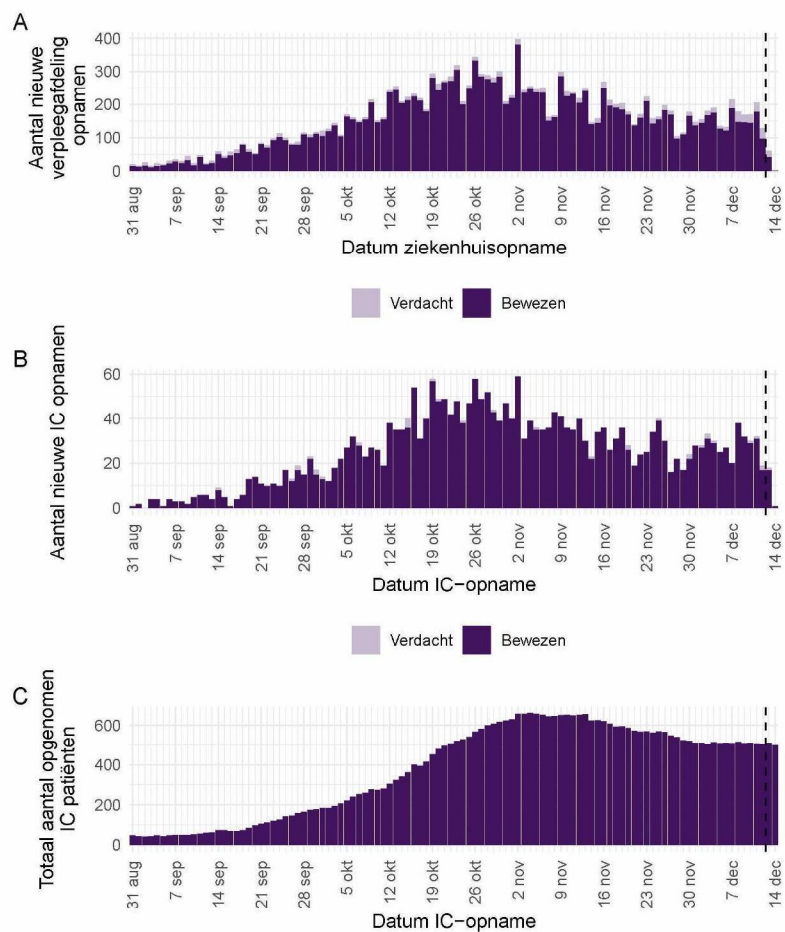 A
Aantal nieuwe
verpleegafdeling
opnamen
400
300
200
100
0
31 aug
7 sep
14 sep
21 sep
28 sep
5 okt
12 okt
19 okt
26 okt
2 nov
9 nov
16 nov
23 nov
30 nov
7 dec
14 dec
Datum ziekenhuisopname
Verdacht Bewezen
B
Aantal nieuwe IC opnamen
60
40
20
0
31 aug
7 sep
14 sep
21 sep
28 sep
5 okt
12 okt
19 okt
26 okt
2 nov
9 nov
16 nov
23 nov
30 nov
7 dec
14 dec
Datum IC-opname
Verdacht Bewezen
C
Totaal aantal opgenomen
IC patiënten
600
400
200
0
31 aug
7 sep
14 sep
21 sep
28 sep
5 okt
12 okt
19 okt
26 okt
2 nov
9 nov
16 nov
23 nov
30 nov
7 dec
14 dec
Datum IC-opname